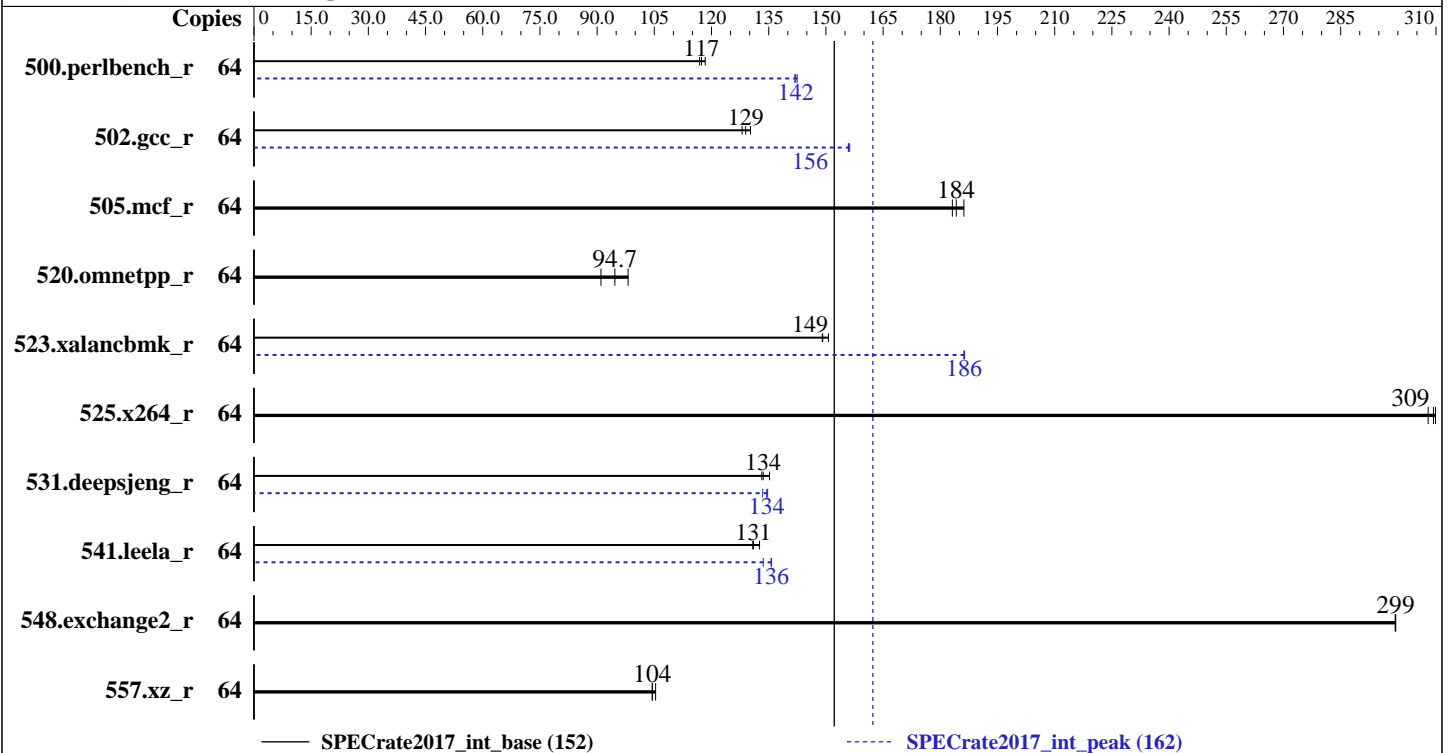 Copies 0 15.0 30.0 45.0 60.0 75.0 90.0 105 120 135 150 165 180 195 210 225 240 255 270 285 310
117
500.perlbench_r 64
142
129
502.gcc_r 64
156
184
505.mcf_r 64
94.7
520.omnetpp_r 64
149
523.xalancbmk_r 64
186
309
525.x264_r 64
134
531.deepsjeng_r 64
134
131
541.leela_r 64
136
299
548.exchange2_r 64
104
557.xz_r 64
SPECrate2017_int_base (152) SPECrate2017_int_peak (162)